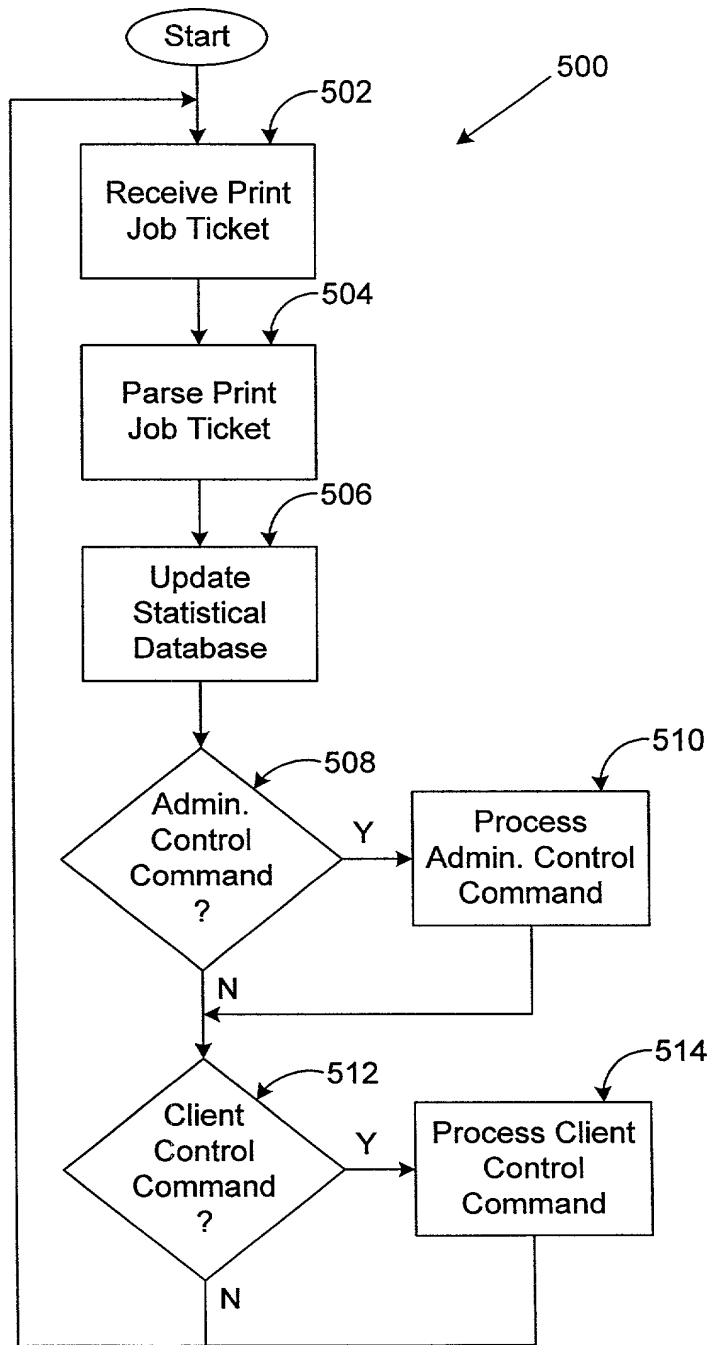 Start
500
502
Receive Print
Job Ticket
504
Parse Print
Job Ticket
506
Update
Statistical
Database
508
Admin.
Control
Command
?
Y
510
Process
Admin. Control
Command
N
512
Client
Control
Command
?
Y
514
Process Client
Control
Command
N